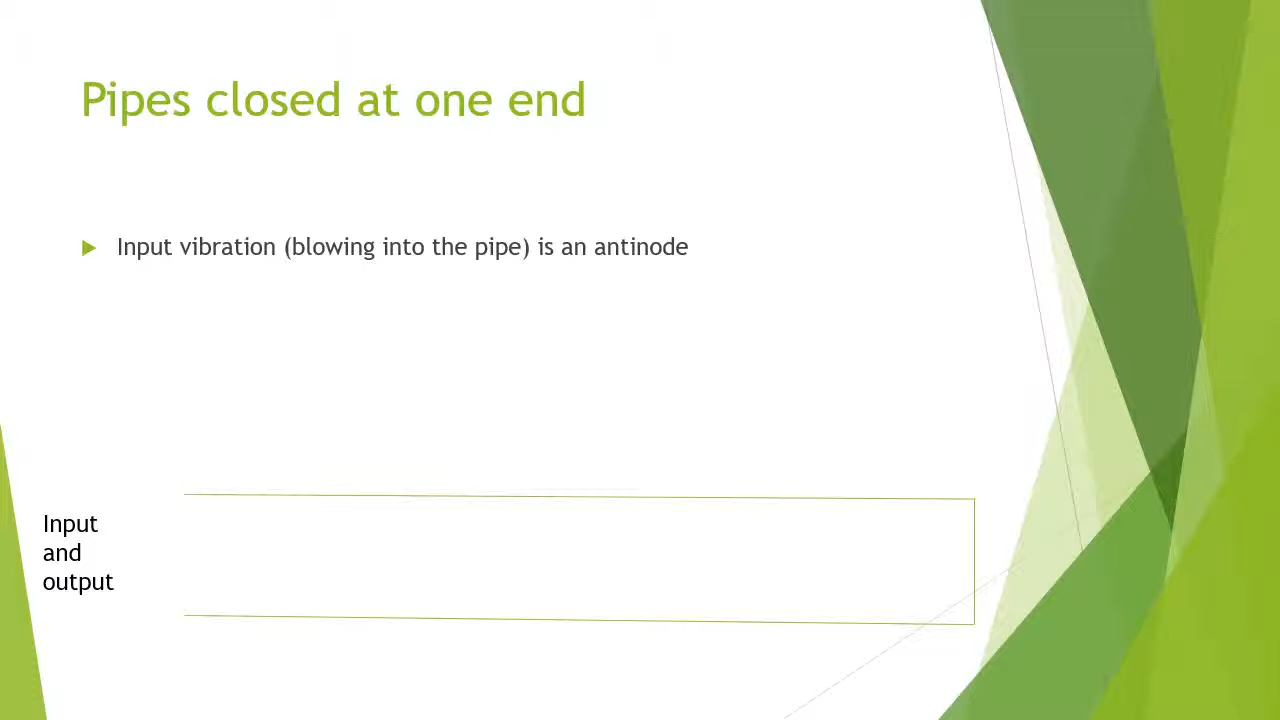 Pipes closed at one end
Input vibration (blowing into the pipe) is an antinode
Input
and
output